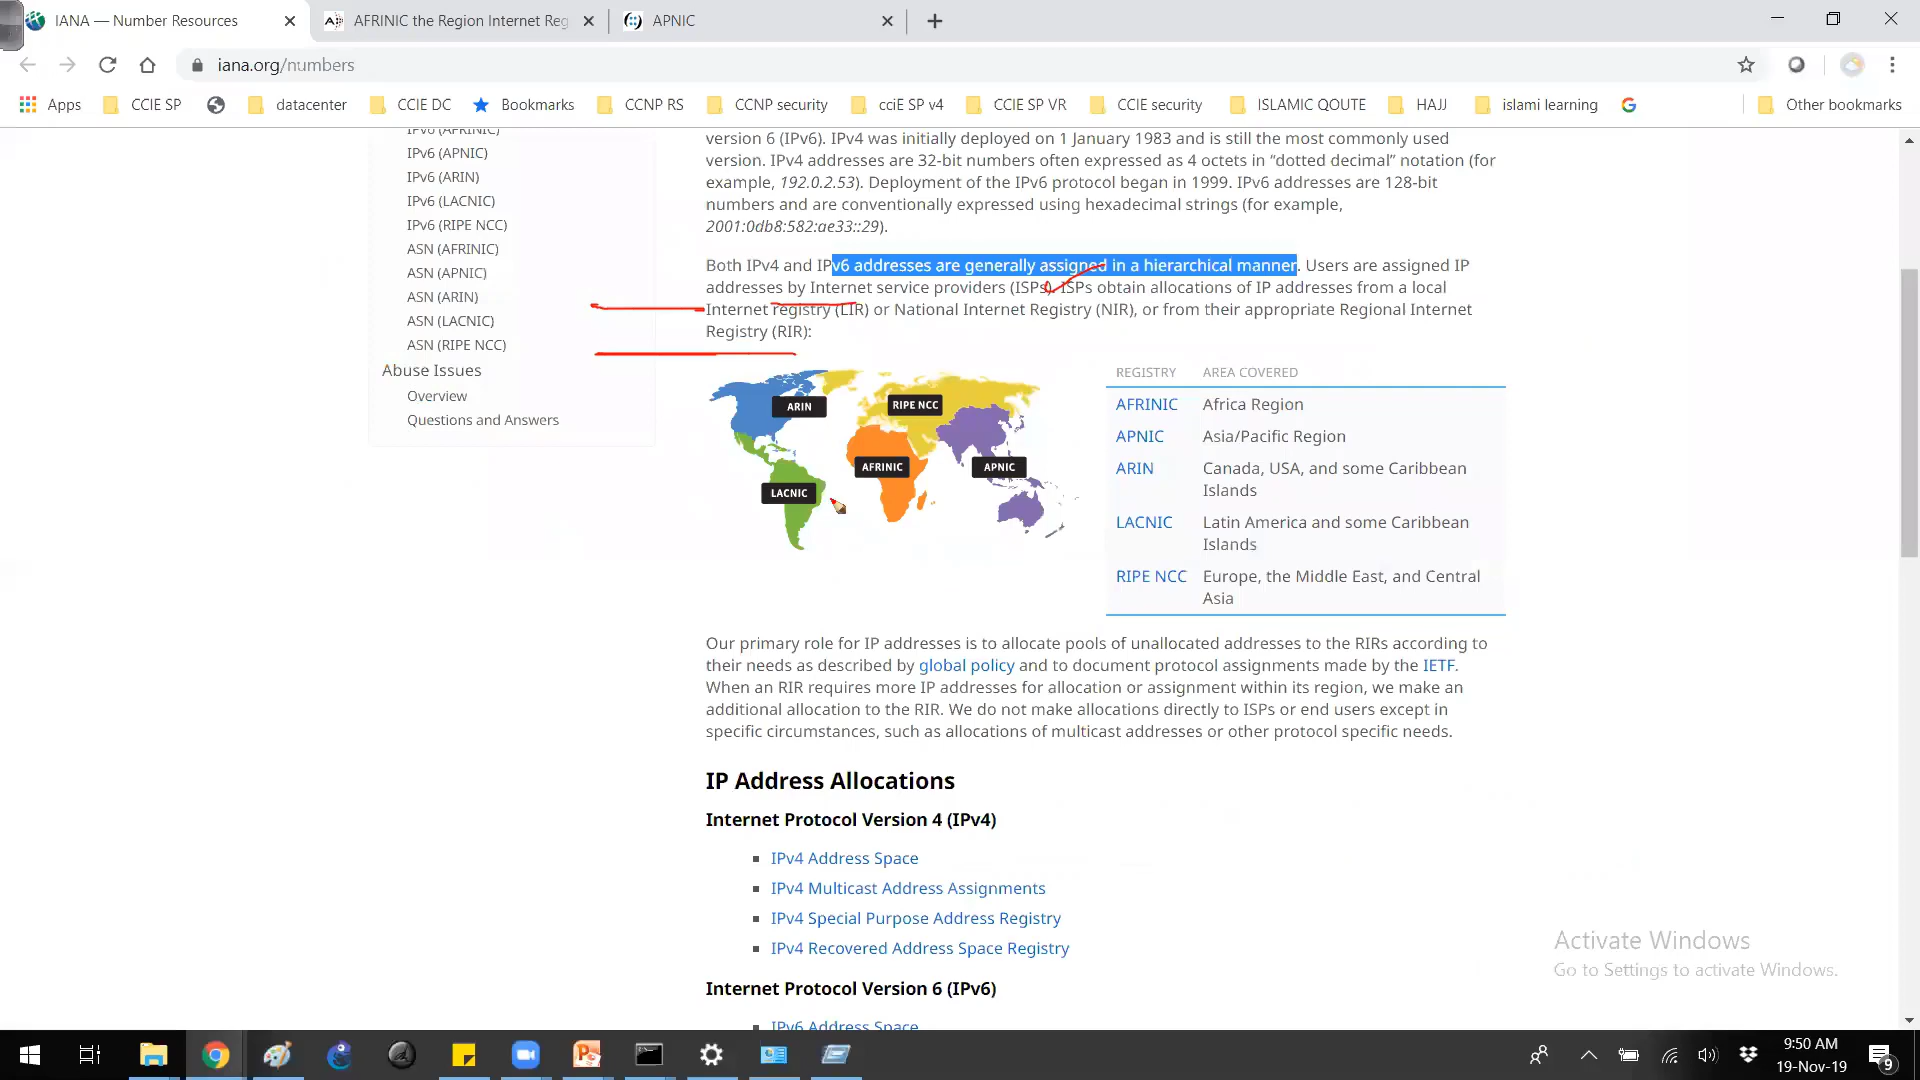 IANA — Number Resources
AFRINIC the Region Internet Reg
APNIC
iana.org/numbers
Apps
CCIE SP
datacenter
CCIE DC
Bookmarks
CCNP RS
CCNP security
cciE SP v4
CCIE SP VR
CCIE security
ISLAMIC QOUTE
HAJJ
islami learning
Other bookmarks
IPv6 (AFRINIC)
IPv6 (APNIC)
IPv6 (ARIN)
IPv6 (LACNIC)
IPv6 (RIPE NCC)
ASN (AFRINIC)
ASN (APNIC)
ASN (ARIN)
ASN (LACNIC)
ASN (RIPE NCC)
Abuse Issues
Overview
Questions and Answers
version 6 (IPv6). IPv4 was initially deployed on 1 January 1983 and is still the most commonly used
version. IPv4 addresses are 32-bit numbers often expressed as 4 octets in “dotted decimal” notation (for
example, 192.0.2.53). Deployment of the IPv6 protocol began in 1999. IPv6 addresses are 128-bit
numbers and are conventionally expressed using hexadecimal strings (for example,
2001:0db8:582:ae33::29).
Both IPv4 and IPv6 addresses are generally assigned in a hierarchical manner. Users are assigned IP
addresses by Internet service providers (ISPs. ISPs obtain allocations of IP addresses from a local
Internet registry (LIR) or National Internet Registry (NIR), or from their appropriate Regional Internet
Registry (RIR):
ARIN
RIPE NCC
AFRINIC
APNIC
LACNIC
REGISTRY AREA COVERED
AFRINIC Africa Region
APNIC Asia/Pacific Region
ARIN Canada, USA, and some Caribbean
Islands
LACNIC Latin America and some Caribbean
Islands
RIPE NCC Europe, the Middle East, and Central
Asia
Our primary role for IP addresses is to allocate pools of unallocated addresses to the RIRs according to
their needs as described by global policy and to document protocol assignments made by the IETF.
When an RIR requires more IP addresses for allocation or assignment within its region, we make an
additional allocation to the RIR. We do not make allocations directly to ISPs or end users except in
specific circumstances, such as allocations of multicast addresses or other protocol specific needs.
IP Address Allocations
Internet Protocol Version 4 (IPv4)
IPv4 Address Space
IPv4 Multicast Address Assignments
IPv4 Special Purpose Address Registry
IPv4 Recovered Address Space Registry
Internet Protocol Version 6 (IPv6)
IPv6 Address Space
Activate Windows
Go to Settings to activate Windows.
9:50 AM
19-Nov-19
9